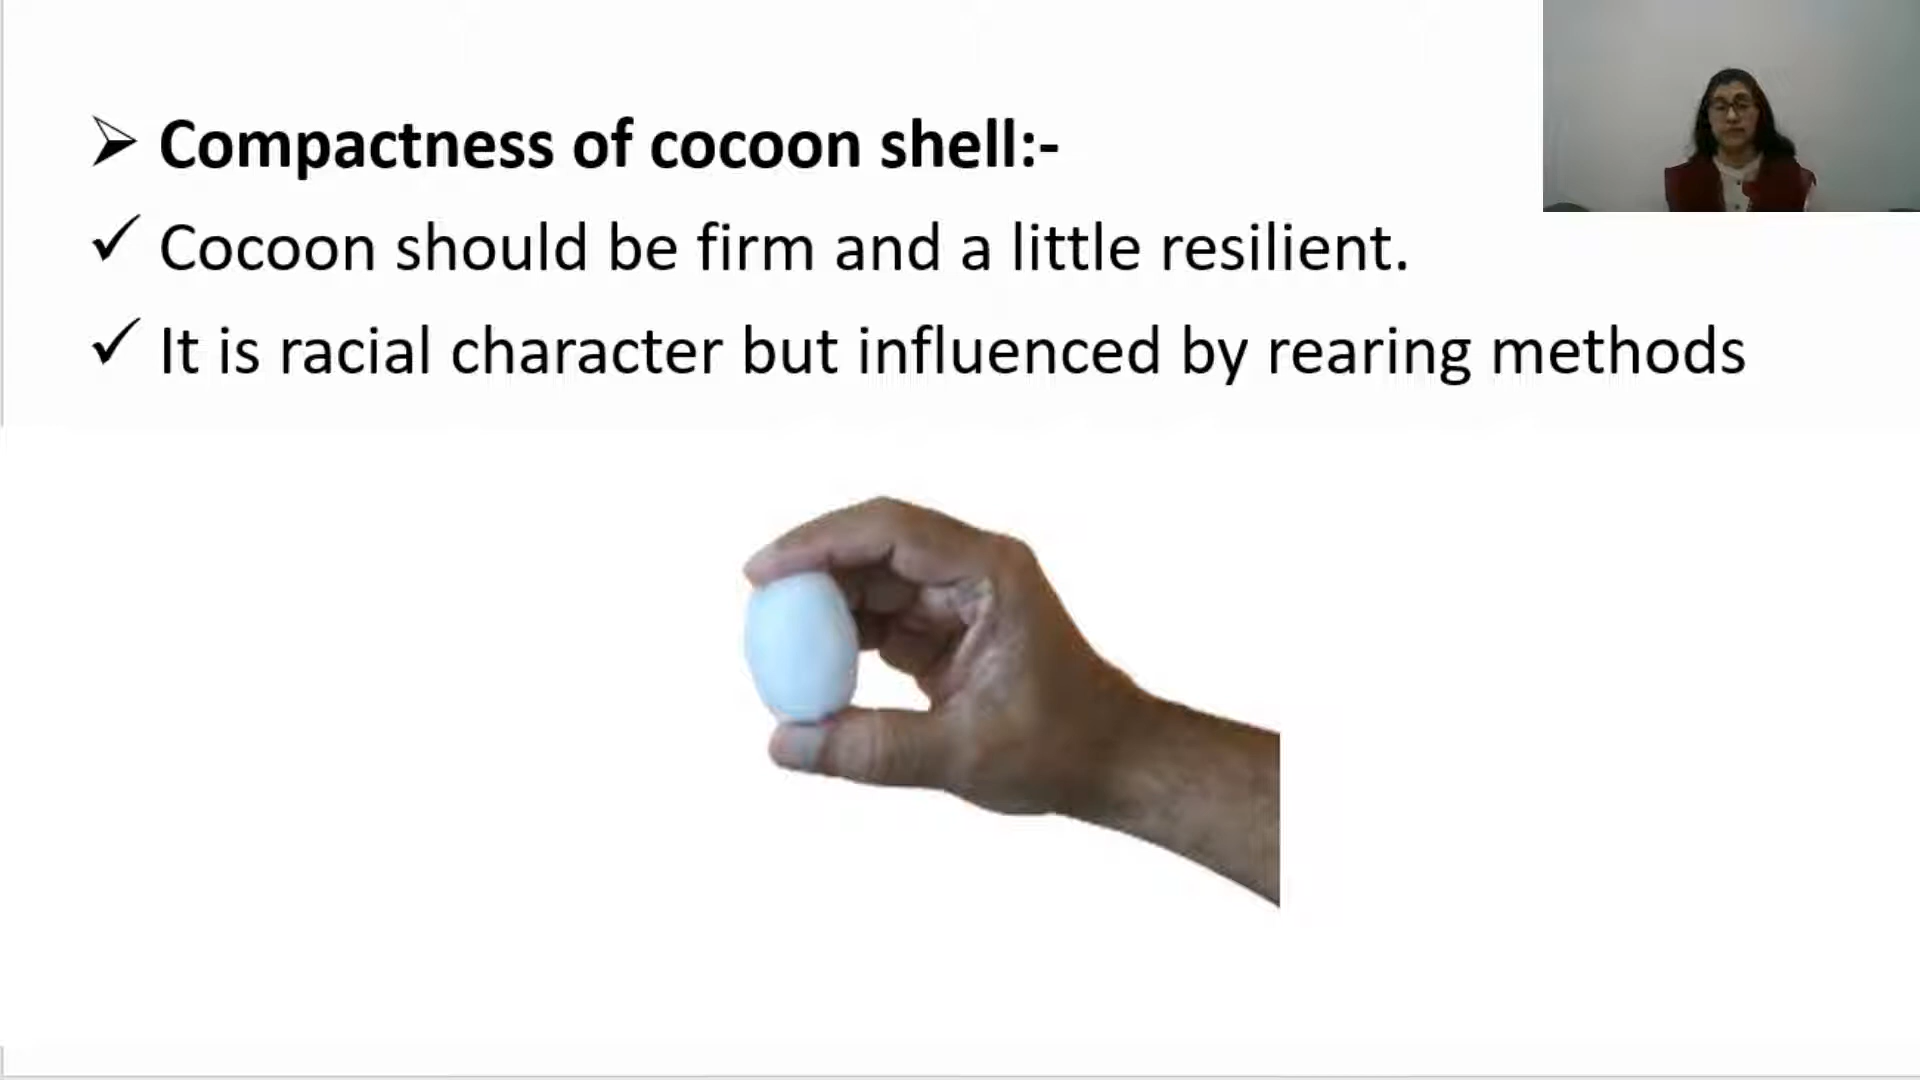 Compactness of cocoon shell:-
Cocoon should be firm and a little resilient.
It is racial character but influenced by rearing methods